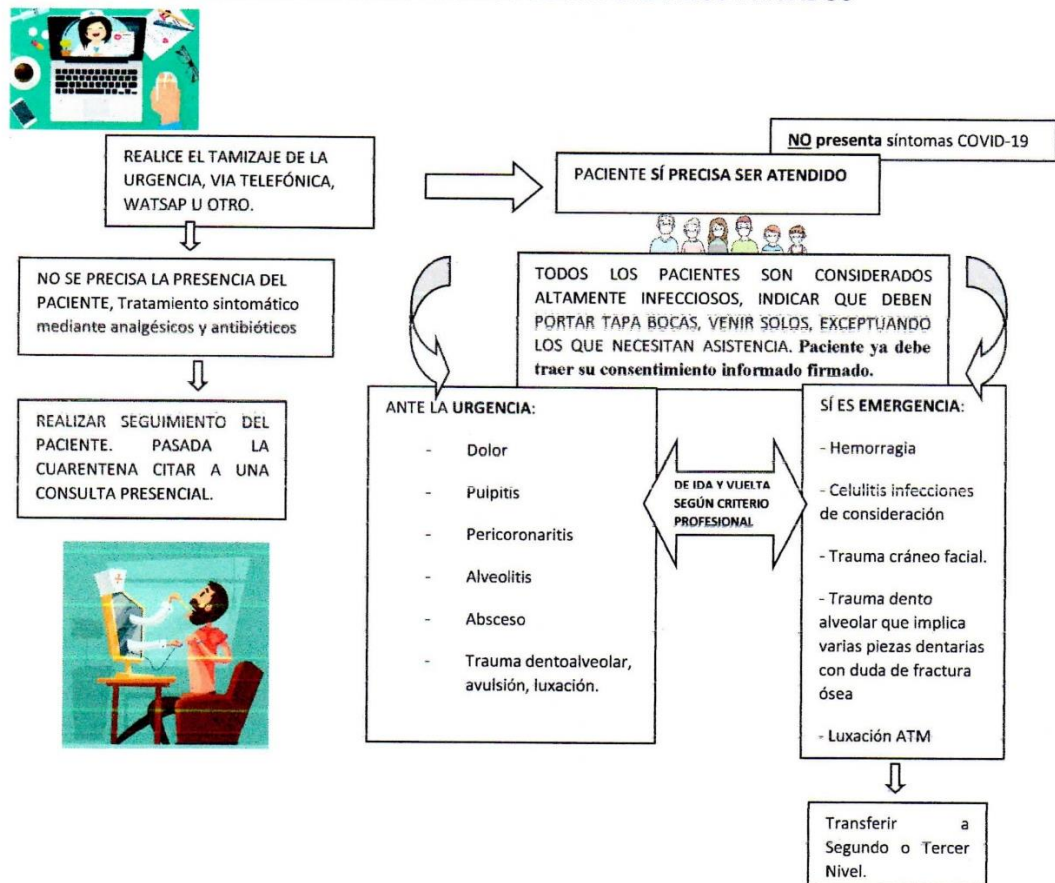 REALICE EL TAMIZAJE DE LA
URGENCIA, VIA TELEFÓNICA,
WATSAP U OTRO.
NO SE PRECISA LA PRESENCIA DEL
PACIENTE, Tratamiento sintomático
mediante analgésicos y antibióticos
REALIZAR SEGUIMIENTO DEL
PACIENTE. PASADA LA
CUARENTENA CITAR A UNA
CONSULTA PRESENCIAL.
NO presenta síntomas COVID-19
PACIENTE SÍ PRECISA SER ATENDIDO
TODOS LOS PACIENTES SON CONSIDERADOS
ALTAMENTE INFECCIOSOS, INDICAR QUE DEBEN
PORTAR TAPA BOCAS, VENIR SOLOS, EXCEPTUANDO
LOS QUE NECESITAN ASISTENCIA. Paciente ya debe
traer su consentimiento informado firmado.
ANTE LA URGENCIA:
- Dolor
- Pulpitis
- Pericoronaritis
- Alveolitis
- Absceso
- Trauma dentoalveolar,
avulsión, luxación.
DE IDA Y VUELTA
SEGÚN CRITERIO
PROFESIONAL
SÍ ES EMERGENCIA:
- Hemorragia
- Celulitis infecciones
de consideración
- Trauma cráneo facial.
- Trauma dento
alveolar que implica
varias piezas dentarias
con duda de fractura
ósea
- Luxación ATM
Transferir a
Segundo o Tercer
Nivel.